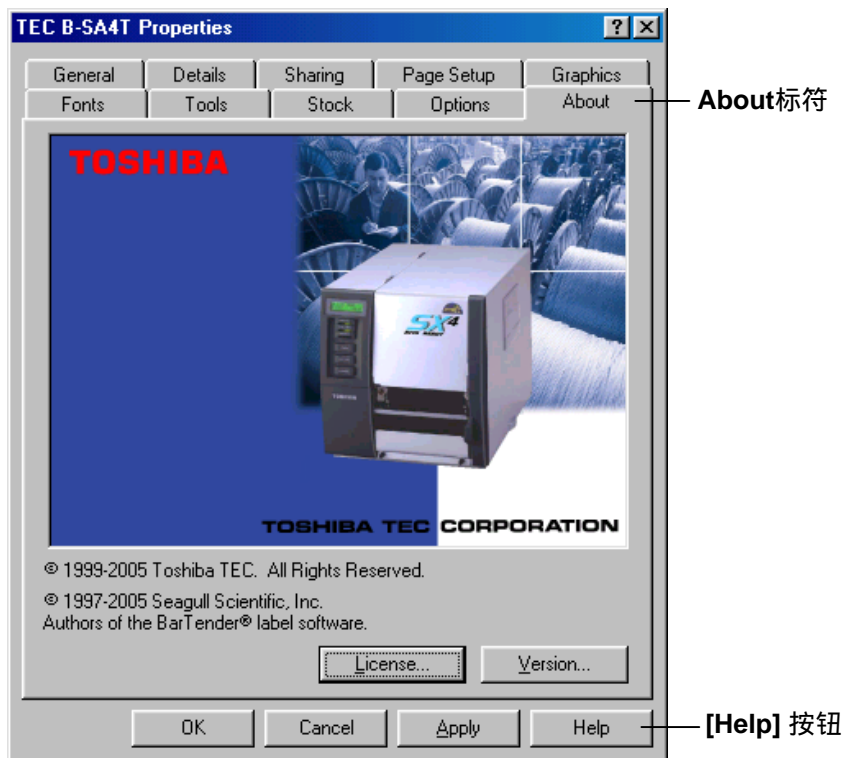 TEC B-SA4T Properties
General Details Sharing Page Setup Graphics
Fonts Tools Stock Options About
About标符
TOSHIBA
SX4
TOSHIBA
TOSHIBA TEC CORPORATION
© 1999-2005 Toshiba TEC. All Rights Reserved.
© 1997-2005 Seagull Scientific, Inc.
Authors of the BarTender® label software.
License... Version...
OK Cancel Apply Help
[Help] 按钮